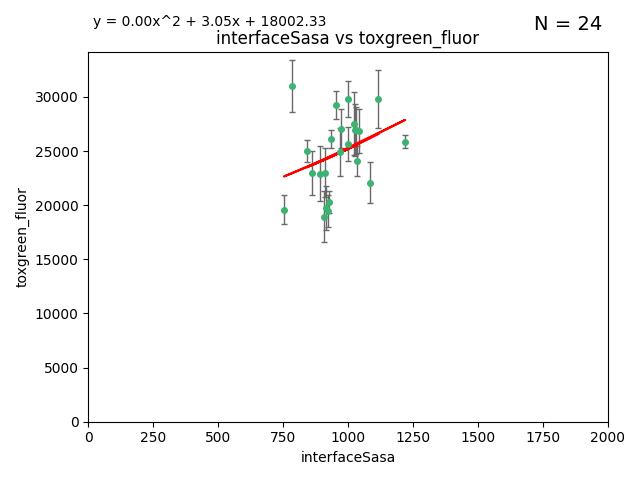 y = 0.00x^2 + 3.05x + 18002.33
N = 24
interfaceSasa vs toxgreen_fluor
toxgreen_fluor
30000
25000
20000
15000
10000
5000
0
0 250 500 750 1000 1250 1500 1750 2000
interfaceSasa